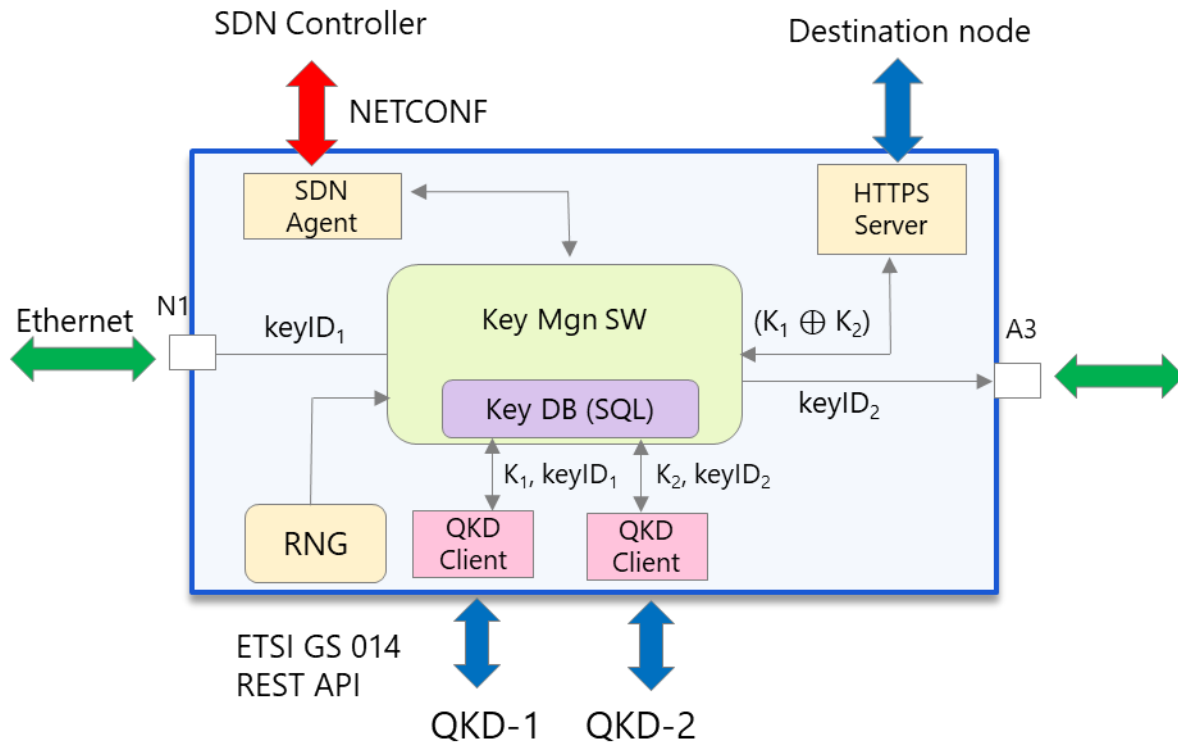 SDN Controller
Destination node
NETCONF
SDN
Agent
HTTPS
Server
N1
Ethernet
keyID₁
Key Mgn SW
(K₁ ⊕ K₂)
A3
keyID₂
Key DB (SQL)
K₁, keyID₁
K₂, keyID₂
RNG
QKD
Client
QKD
Client
ETSI GS 014
REST API
QKD-1
QKD-2